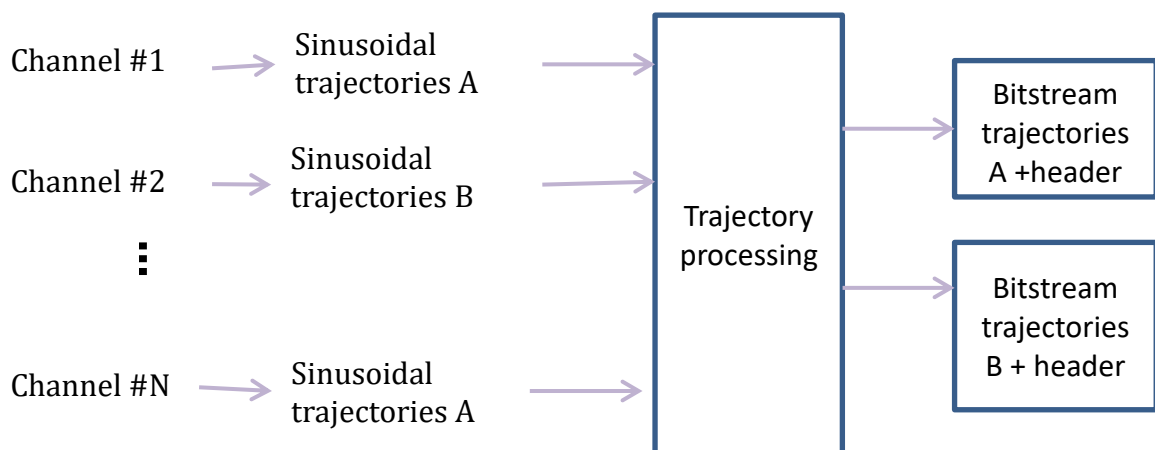 Channel #1
Sinusoidal
trajectories A
Channel #2
Sinusoidal
trajectories B
Channel #N
Sinusoidal
trajectories A
Trajectory
processing
Bitstream
trajectories
A +header
Bitstream
trajectories
B + header